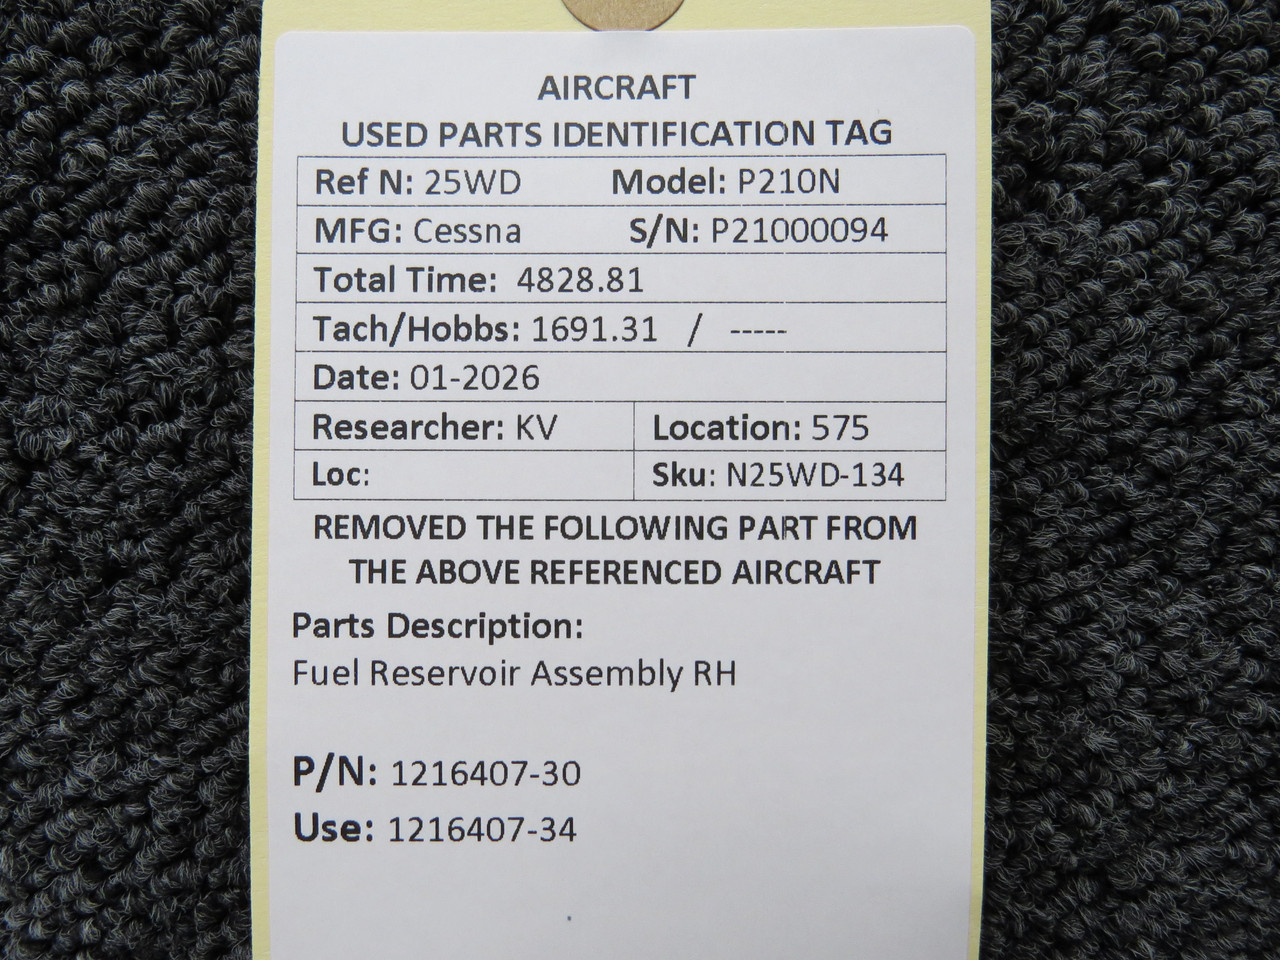 AIRCRAFT
USED PARTS IDENTIFICATION TAG
Ref N: 25WD Model: P210N
MFG: Cessna S/N: P21000094
Total Time: 4828.81
Tach/Hobbs: 1691.31 / -----
Date: 01-2026
Researcher: KV Location: 575
Loc: Sku: N25WD-134
REMOVED THE FOLLOWING PART FROM
THE ABOVE REFERENCED AIRCRAFT
Parts Description:
Fuel Reservoir Assembly RH
P/N: 1216407-30
Use: 1216407-34